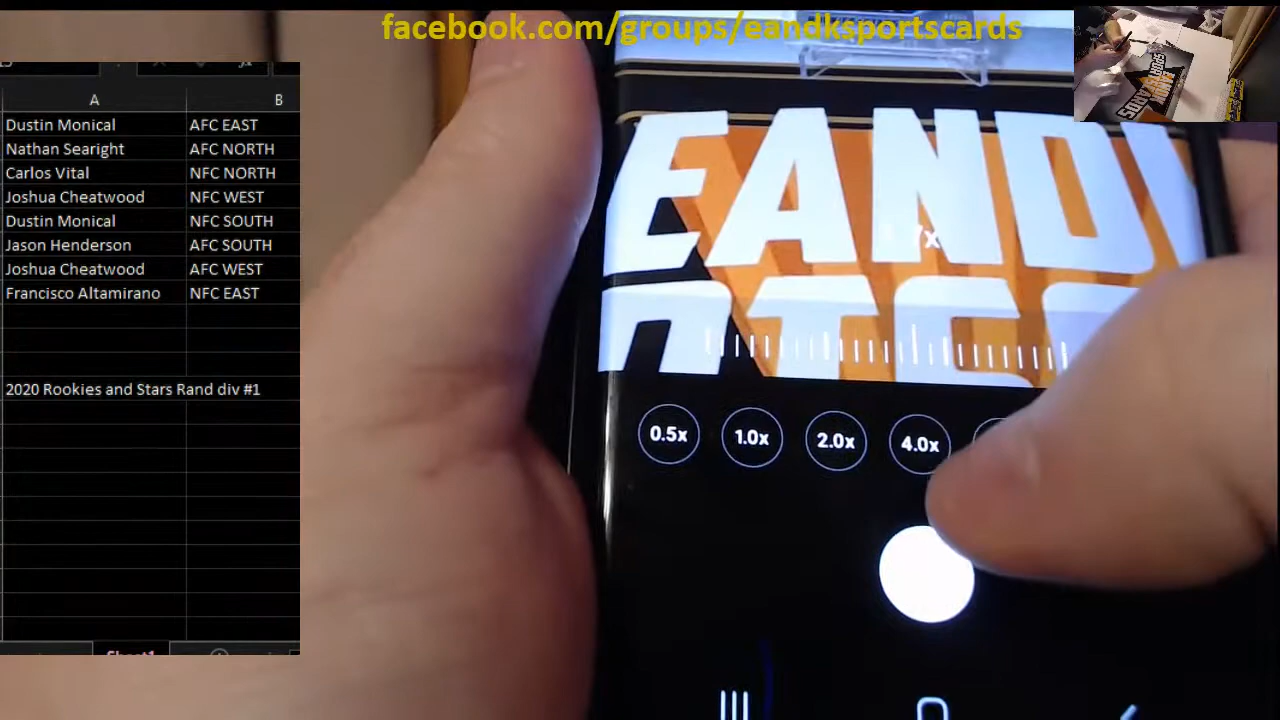 facebook.com/groups/eandksportscards
A B
Dustin Monical AFC EAST
Nathan Searight AFC NORTH
Carlos Vital NFC NORTH
Joshua Cheatwood NFC WEST
Dustin Monical NFC SOUTH
Jason Henderson AFC SOUTH
Joshua Cheatwood AFC WEST
Francisco Altamirano NFC EAST
2020 Rookies and Stars Rand div #1
Sheet1
EAND
0.5x 1.0x 2.0x 4.0x